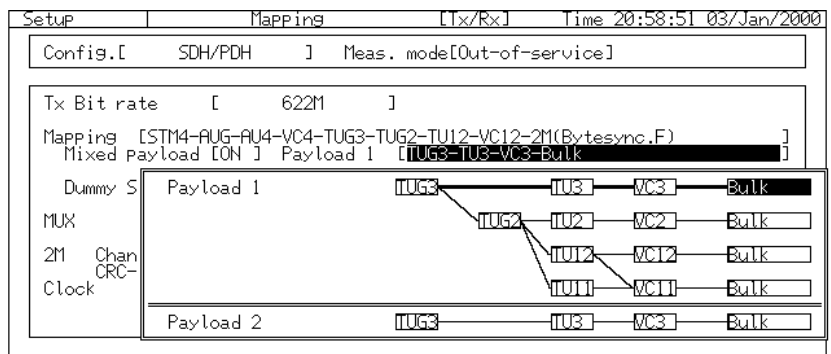 Setup Mapping [Tx/Rx] Time 20:58:51 03/Jan/2000
Config.[ SDH/PDH ] Meas. mode[Out-of-service]
Tx Bit rate [ 622M ]
Mapping [STM4-AUG-AU4-VC4-TUG3-TUG2-TU12-VC12-2M(Bytesync.F) ]
Mixed payload [ON ] Payload 1 [TUG3-TU3-VC3-Bulk ]
Dummy S
Payload 1 TUG3 TU3 VC3 Bulk
MUX TUG2 TU2 VC2 Bulk
2M Chan TU12 VC12 Bulk
CRC-
Clock TU11 VC11 Bulk
Payload 2 TUG3 TU3 VC3 Bulk